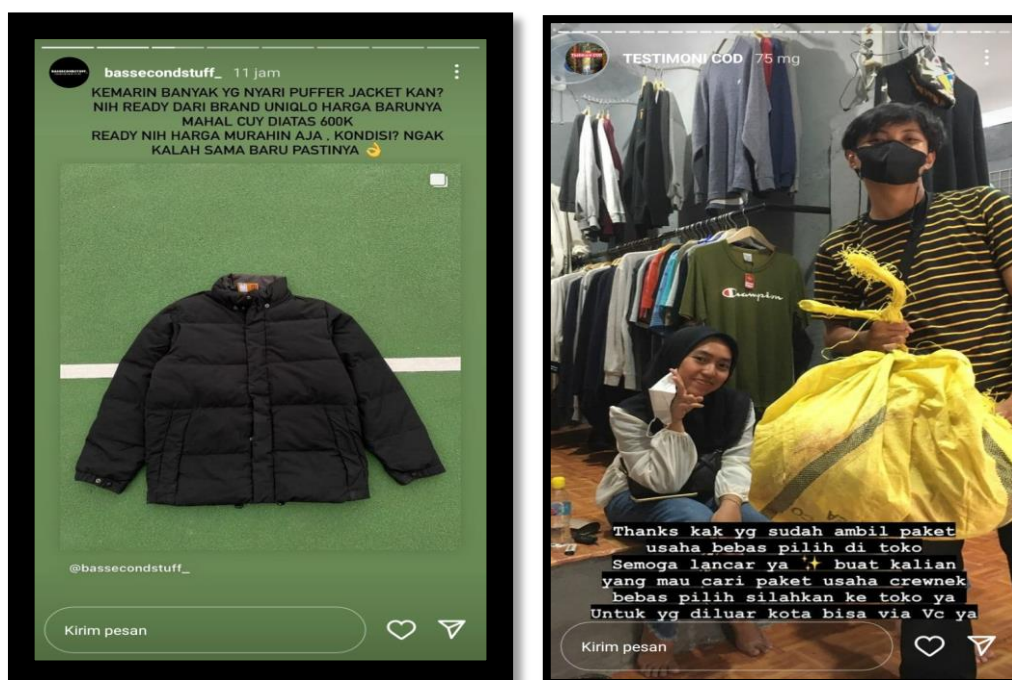 bassecondstuff_ 11 jam
KEMARIN BANYAK YG NYARI PUFFER JACKET KAN?
NIH READY DARI BRAND UNIQLO HARGA BARUNYA
MAHAL CUY DIATAS 600K
READY NIH HARGA MURAHIN AJA , KONDISI? NGAK
KALAH SAMA BARU PASTINYA 👌
@bassecondstuff_
Kirim pesan
TESTIMONI COD 75 mg
Champion
Thanks kak yg sudah ambil paket
usaha bebas pilih di toko
Semoga lancar ya ✨ buat kalian
yang mau cari paket usaha crewnek
bebas pilih silahkan ke toko ya
Untuk yg diluar kota bisa via Vc ya
Kirim pesan